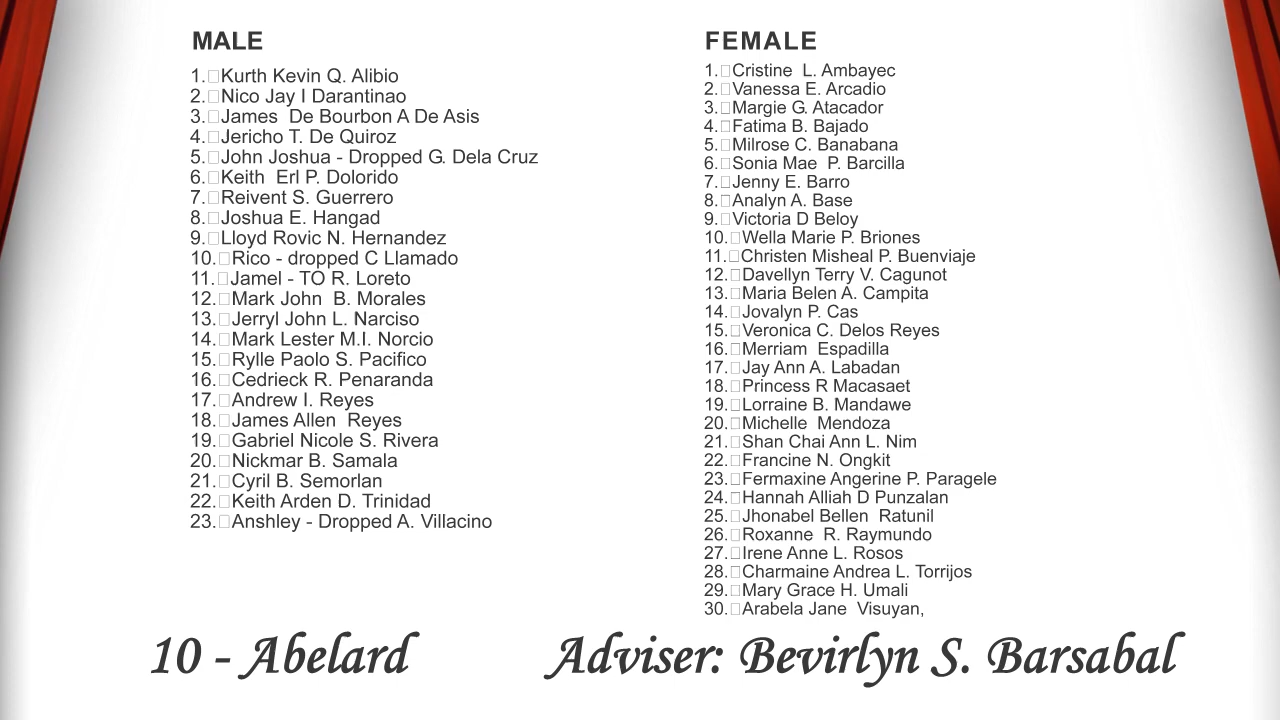 MALE
1.□Kurth Kevin Q. Alibio
2.□Nico Jay I Darantinao
3.□James  De Bourbon A De Asis
4.□Jericho T. De Quiroz
5.□John Joshua - Dropped G. Dela Cruz
6.□Keith  Erl P. Dolorido
7.□Reivent S. Guerrero
8.□Joshua E. Hangad
9.□Lloyd Rovic N. Hernandez
10.□Rico - dropped C Llamado
11.□Jamel - TO R. Loreto
12.□Mark John  B. Morales
13.□Jerryl John L. Narciso
14.□Mark Lester M.I. Norcio
15.□Rylle Paolo S. Pacifico
16.□Cedrieck R. Penaranda
17.□Andrew I. Reyes
18.□James Allen  Reyes
19.□Gabriel Nicole S. Rivera
20.□Nickmar B. Samala
21.□Cyril B. Semorlan
22.□Keith Arden D. Trinidad
23.□Anshley - Dropped A. Villacino
FEMALE
1.□Cristine  L. Ambayec
2.□Vanessa E. Arcadio
3.□Margie G. Atacador
4.□Fatima B. Bajado
5.□Milrose C. Banabana
6.□Sonia Mae  P. Barcilla
7.□Jenny E. Barro
8.□Analyn A. Base
9.□Victoria D Beloy
10.□Wella Marie P. Briones
11.□Christen Misheal P. Buenviaje
12.□Davellyn Terry V. Cagunot
13.□Maria Belen A. Campita
14.□Jovalyn P. Cas
15.□Veronica C. Delos Reyes
16.□Merriam  Espadilla
17.□Jay Ann A. Labadan
18.□Princess R Macasaet
19.□Lorraine B. Mandawe
20.□Michelle  Mendoza
21.□Shan Chai Ann L. Nim
22.□Francine N. Ongkit
23.□Fermaxine Angerine P. Paragele
24.□Hannah Alliah D Punzalan
25.□Jhonabel Bellen  Ratunil
26.□Roxanne  R. Raymundo
27.□Irene Anne L. Rosos
28.□Charmaine Andrea L. Torrijos
29.□Mary Grace H. Umali
30.□Arabela Jane  Visuyan,
10 - Abelard
Adviser: Bevirlyn S. Barsabal